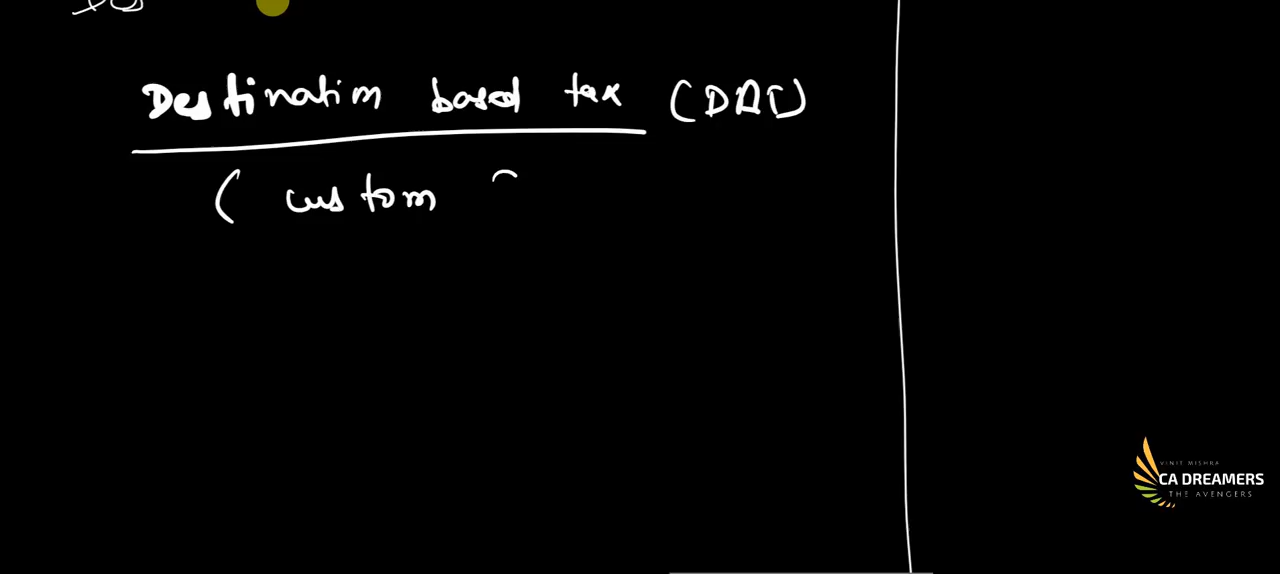 Destination based tax (DBT)
( custom
VINIT MISHRA
CA DREAMERS
THE AVENGERS